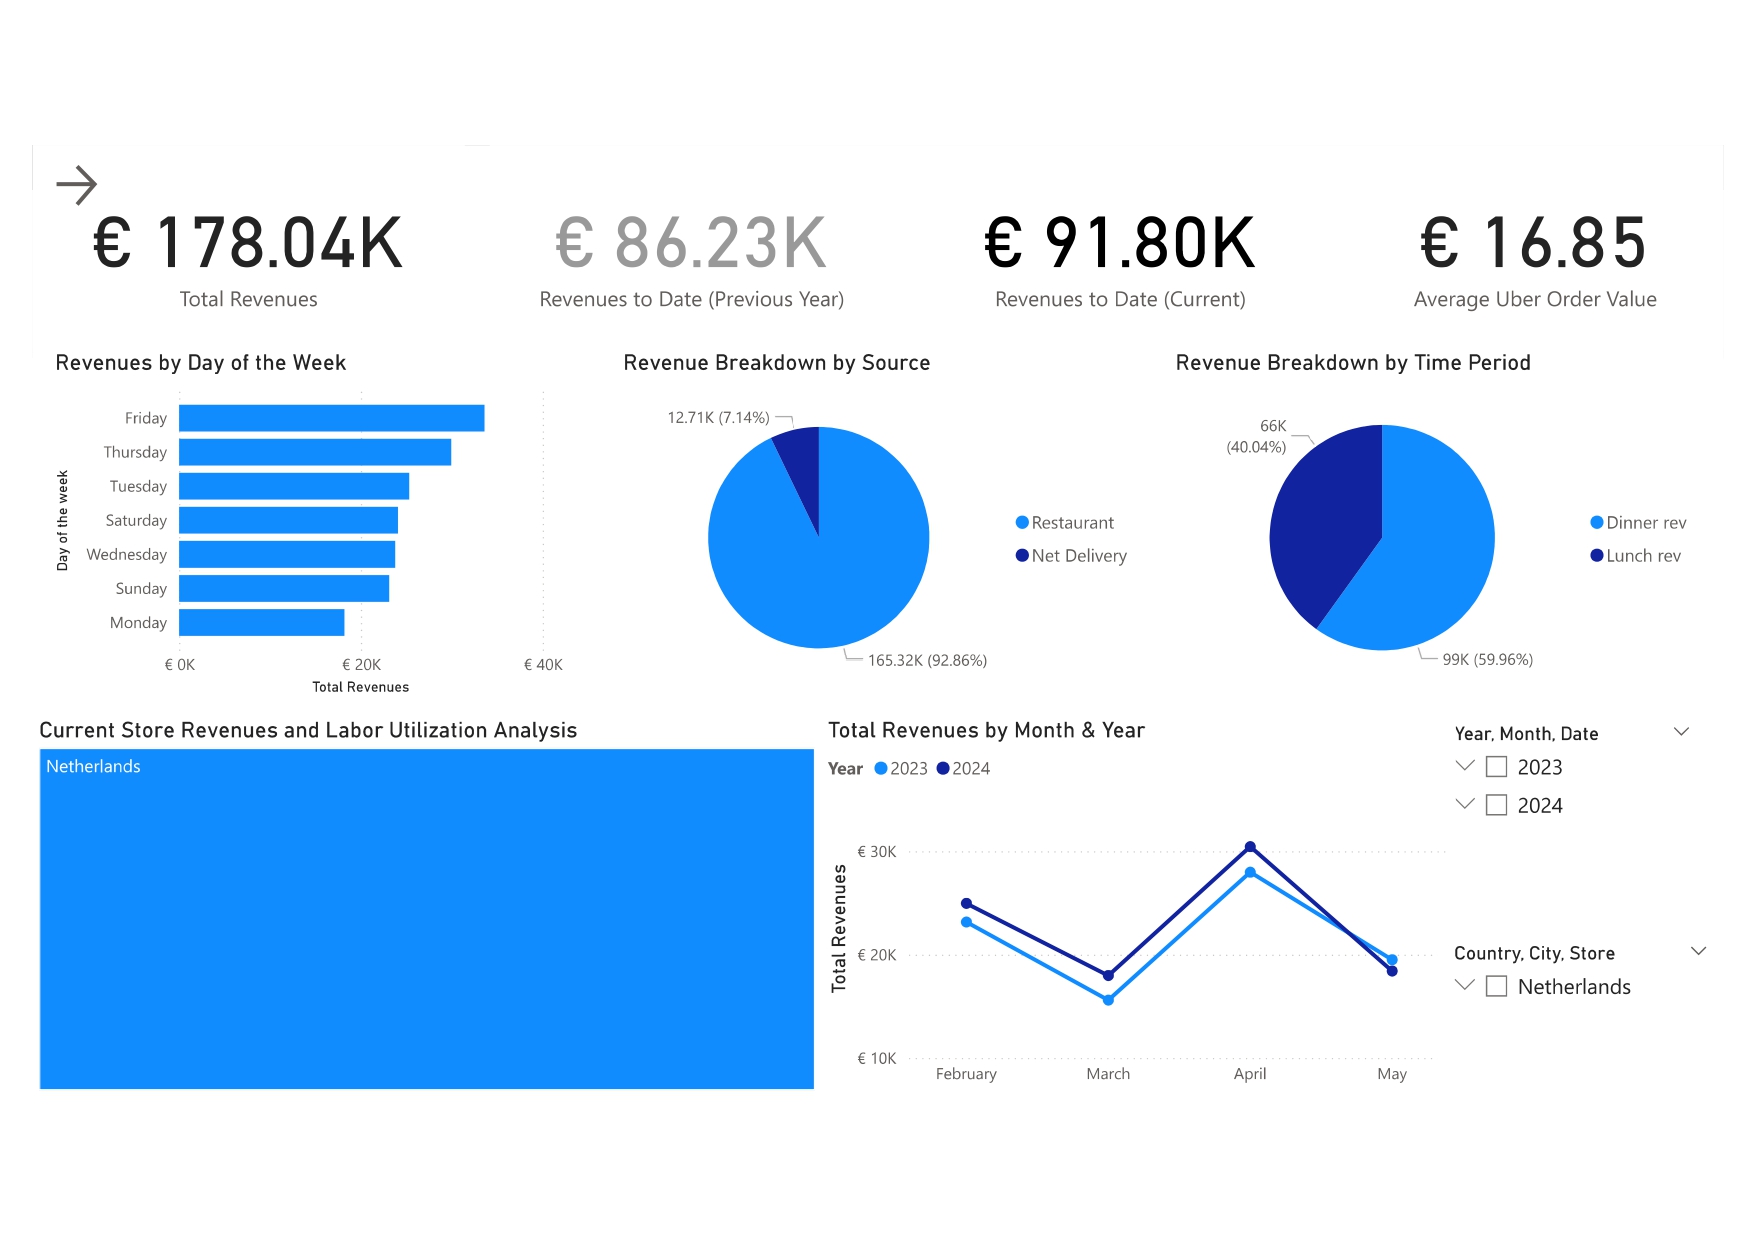 € 178.04K
Total Revenues
€ 86.23K
Revenues to Date (Previous Year)
€ 91.80K
Revenues to Date (Current)
€ 16.85
Average Uber Order Value
Revenues by Day of the Week
Day of the week
Friday
Thursday
Tuesday
Saturday
Wednesday
Sunday
Monday
€ 0K
€ 20K
€ 40K
Total Revenues
Revenue Breakdown by Source
12.71K (7.14%)
165.32K (92.86%)
Restaurant
Net Delivery
Revenue Breakdown by Time Period
66K
(40.04%)
99K (59.96%)
Dinner rev
Lunch rev
Current Store Revenues and Labor Utilization Analysis
Netherlands
Total Revenues by Month & Year
Year 2023 2024
Total Revenues
€ 30K
€ 20K
€ 10K
February
March
April
May
Year, Month, Date
2023
2024
Country, City, Store
Netherlands